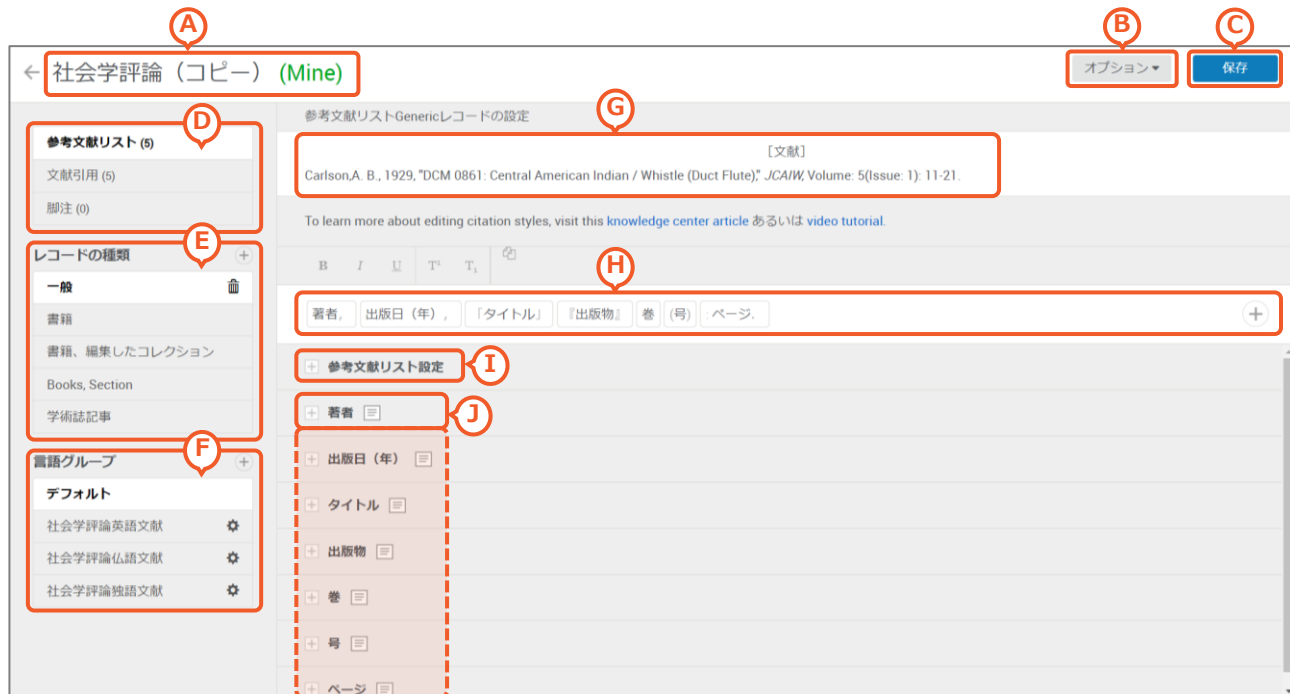 A
B
C
← 社会学評論（コピー） (Mine)
オプション▾
保存
D
参考文献リスト (5)
文献引用 (5)
脚注 (0)
E
レコードの種類
一般
書籍
書籍、編集したコレクション
Books, Section
学術誌記事
F
言語グループ
デフォルト
社会学評論英語文献
社会学評論仏語文献
社会学評論独語文献
参考文献リストGenericレコードの設定
G
［文献］
Carlson,A. B., 1929, "DCM 0861: Central American Indian / Whistle (Duct Flute)," JCAIW, Volume: 5(Issue: 1): 11-21.
To learn more about editing citation styles, visit this knowledge center article あるいは video tutorial.
B I U T¹ T₁
H
著者, 出版日（年）, 「タイトル」 『出版物』 巻 (号) : ページ.
参考文献リスト設定
I
著者
J
出版日（年）
タイトル
出版物
巻
号
ページ